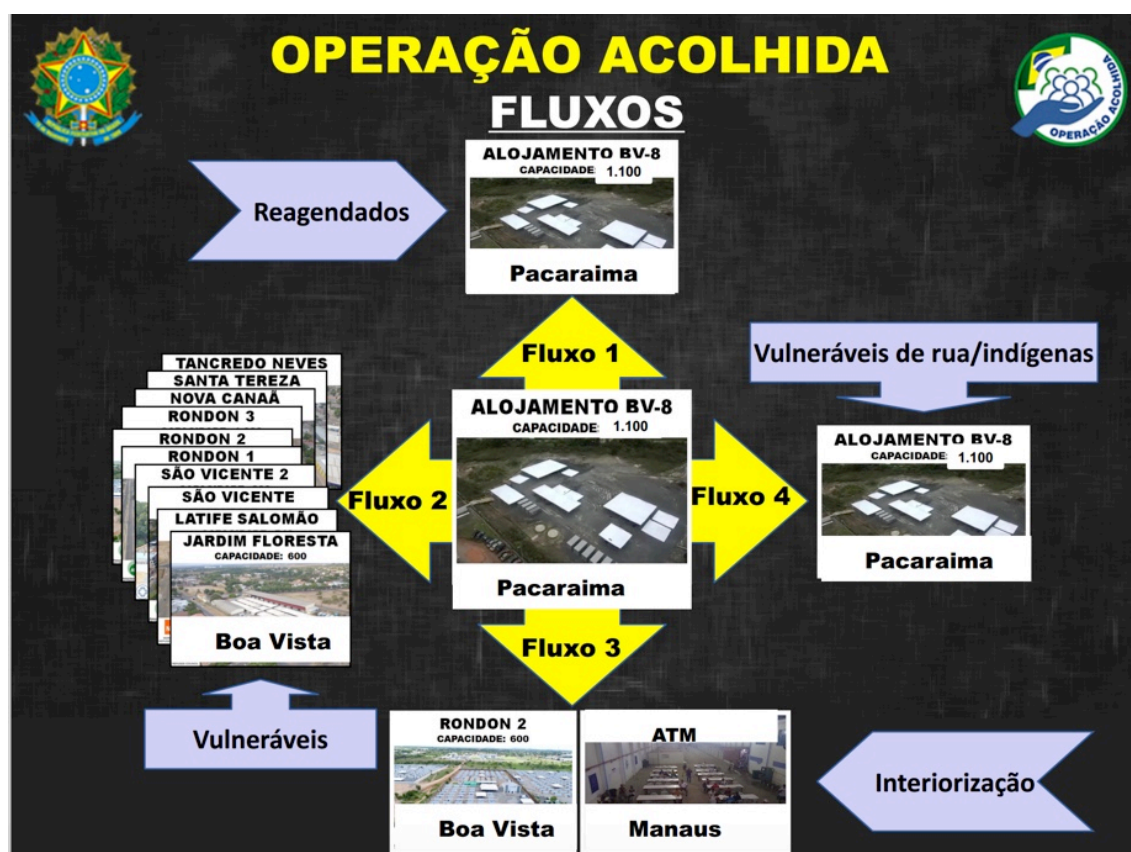 OPERAÇÃO ACOLHIDA
FLUXOS
OPERAÇÃO ACOLHIDA
ALOJAMENTO BV-8
CAPACIDADE: 1.100
Pacaraima
Reagendados
Fluxo 1
Vulneráveis de rua/indígenas
TANCREDO NEVES
SANTA TEREZA
NOVA CANAÃ
RONDON 3
RONDON 2
RONDON 1
SÃO VICENTE 2
SÃO VICENTE
LATIFE SALOMÃO
JARDIM FLORESTA
CAPACIDADE: 600
Boa Vista
Fluxo 2
ALOJAMENTO BV-8
CAPACIDADE: 1.100
Pacaraima
Fluxo 4
ALOJAMENTO BV-8
CAPACIDADE: 1.100
Pacaraima
Fluxo 3
Vulneráveis
RONDON 2
CAPACIDADE: 600
Boa Vista
ATM
Manaus
Interiorização